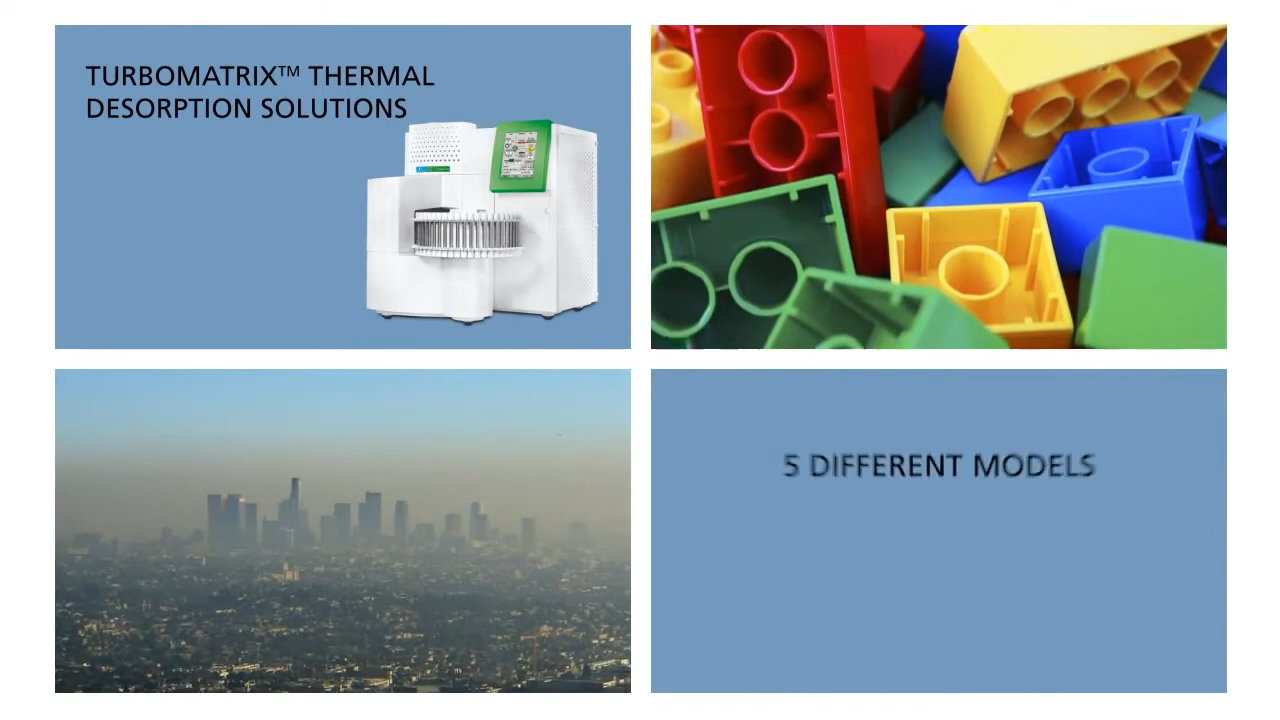 TURBOMATRIX™ THERMAL
DESORPTION SOLUTIONS
5 DIFFERENT MODELS